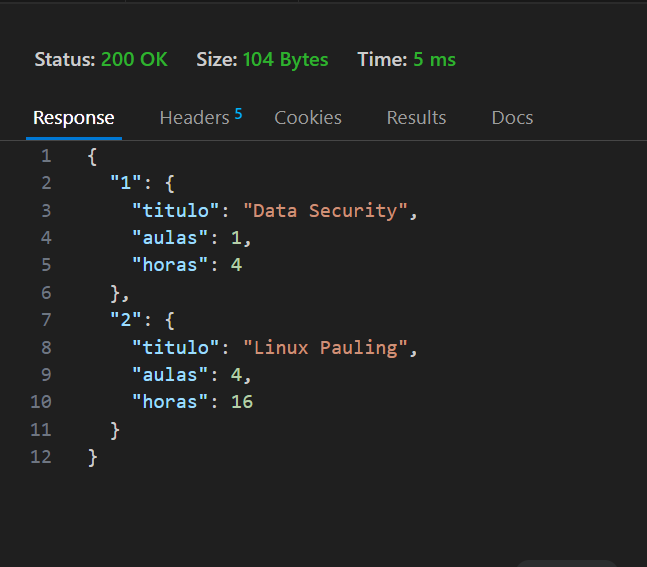 Status: 200 OK Size: 104 Bytes Time: 5 ms
Response Headers 5 Cookies Results Docs
1 {
2 "1": {
3 "titulo": "Data Security",
4 "aulas": 1,
5 "horas": 4
6 },
7 "2": {
8 "titulo": "Linux Pauling",
9 "aulas": 4,
10 "horas": 16
11 }
12 }